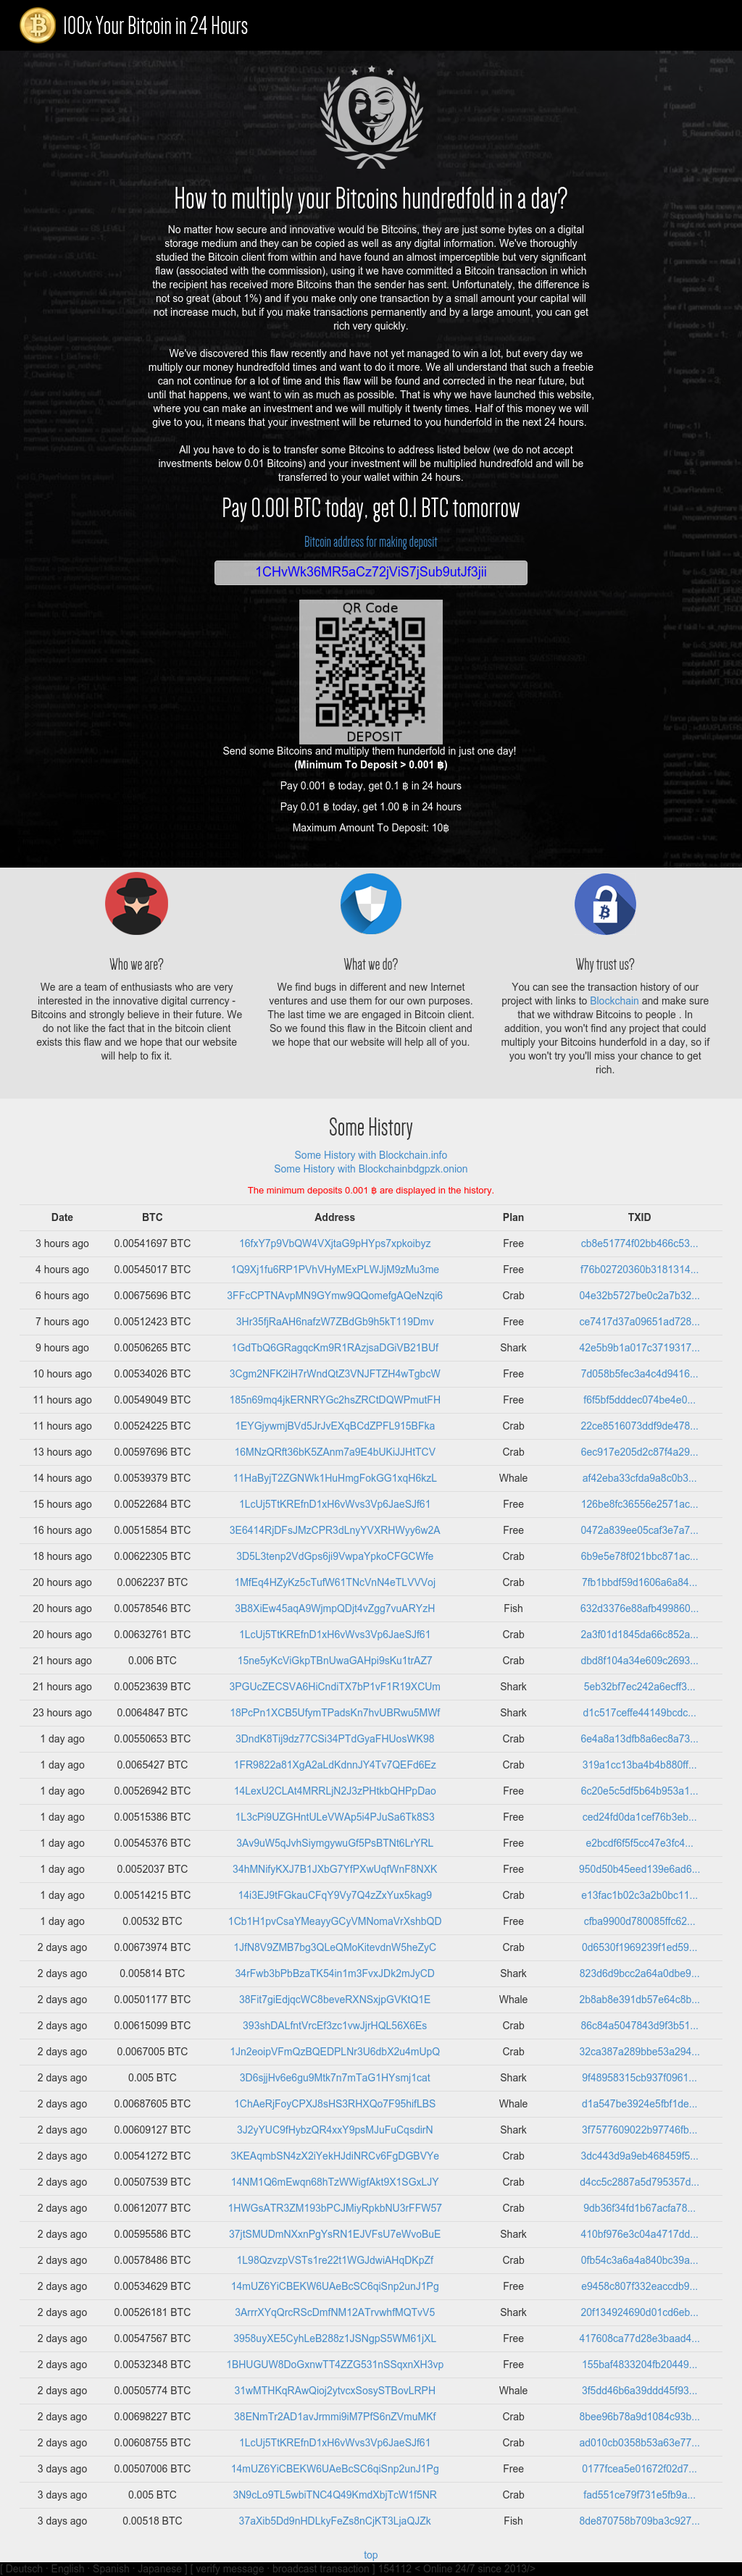 100x Your Bitcoin in 24 Hours
How to multiply your Bitcoins hundredfold in a day?
No matter how secure and innovative would be Bitcoins, they are just some bytes on a digital
storage medium and they can be copied as well as any digital information. We've thoroughly
studied the Bitcoin client from within and have found an almost imperceptible but very significant
flaw (associated with the commission), using it we have committed a Bitcoin transaction in which
the recipient has received more Bitcoins than the sender has sent. Unfortunately, the difference is
not so great (about 1%) and if you make only one transaction by a small amount your capital will
not increase much, but if you make transactions permanently and by a large amount, you can get
rich very quickly.
We've discovered this flaw recently and have not yet managed to win a lot, but every day we
multiply our money hundredfold times and want to do it more. We all understand that such a freebie
can not continue for a lot of time and this flaw will be found and corrected in the near future, but
until that happens, we want to win as much as possible. That is why we have launched this website,
where you can make an investment and we will multiply it twenty times. Half of this money we will
give to you, it means that your investment will be returned to you hunderfold in the next 24 hours.
All you have to do is to transfer some Bitcoins to address listed below (we do not accept
investments below 0.01 Bitcoins) and your investment will be multiplied hundredfold and will be
transferred to your wallet within 24 hours.
Pay 0.001 BTC today, get 0.1 BTC tomorrow
Bitcoin address for making deposit
1CHvWk36MR5aCz72jViS7jSub9utJf3jii
QR Code
DEPOSIT
Send some Bitcoins and multiply them hunderfold in just one day!
(Minimum To Deposit > 0.001 ฿)
Pay 0.001 ฿ today, get 0.1 ฿ in 24 hours
Pay 0.01 ฿ today, get 1.00 ฿ in 24 hours
Maximum Amount To Deposit: 10฿
Who we are?
We are a team of enthusiasts who are very
interested in the innovative digital currency -
Bitcoins and strongly believe in their future. We
do not like the fact that in the bitcoin client
exists this flaw and we hope that our website
will help to fix it.
What we do?
We find bugs in different and new Internet
ventures and use them for our own purposes.
The last time we are engaged in Bitcoin client.
So we found this flaw in the Bitcoin client and
we hope that our website will help all of you.
Why trust us?
You can see the transaction history of our
project with links to Blockchain and make sure
that we withdraw Bitcoins to people . In
addition, you won't find any project that could
multiply your Bitcoins hunderfold in a day, so if
you won't try you'll miss your chance to get
rich.
Some History
Some History with Blockchain.info
Some History with Blockchainbdgpzk.onion
The minimum deposits 0.001 ฿ are displayed in the history.
Date BTC Address Plan TXID
3 hours ago 0.00541697 BTC 16fxY7p9VbQW4VXjtaG9pHYps7xpkoibyz Free cb8e51774f02bb466c53...
4 hours ago 0.00545017 BTC 1Q9Xj1fu6RP1PVhVHyMExPLWJjM9zMu3me Free f76b02720360b3181314...
6 hours ago 0.00675696 BTC 3FFcCPTNAvpMN9GYmw9QQomefgAQeNzqi6 Crab 04e32b5727be0c2a7b32...
7 hours ago 0.00512423 BTC 3Hr35fjRaAH6nafzW7ZBdGb9h5kT119Dmv Free ce7417d37a09651ad728...
9 hours ago 0.00506265 BTC 1GdTbQ6GRagqcKm9R1RAzjsaDGiVB21BUf Shark 42e5b9b1a017c3719317...
10 hours ago 0.00534026 BTC 3Cgm2NFK2iH7rWndQtZ3VNJFTZH4wTgbcW Free 7d058b5fec3a4c4d9416...
11 hours ago 0.00549049 BTC 185n69mq4jkERNRYGc2hsZRCtDQWPmutFH Free f6f5bf5dddec074be4e0...
11 hours ago 0.00524225 BTC 1EYGjywmjBVd5JrJvEXqBCdZPFL915BFka Crab 22ce8516073ddf9de478...
13 hours ago 0.00597696 BTC 16MNzQRft36bK5ZAnm7a9E4bUKiJJHtTCV Crab 6ec917e205d2c87f4a29...
14 hours ago 0.00539379 BTC 11HaByjT2ZGNWk1HuHmgFokGG1xqH6kzL Whale af42eba33cfda9a8c0b3...
15 hours ago 0.00522684 BTC 1LcUj5TtKREfnD1xH6vWvs3Vp6JaeSJf61 Free 126be8fc36556e2571ac...
16 hours ago 0.00515854 BTC 3E6414RjDFsJMzCPR3dLnyYVXRHWyy6w2A Free 0472a839ee05caf3e7a7...
18 hours ago 0.00622305 BTC 3D5L3tenp2VdGps6ji9VwpaYpkoCFGCWfe Crab 6b9e5e78f021bbc871ac...
20 hours ago 0.0062237 BTC 1MfEq4HZyKz5cTufW61TNcVnN4eTLVVVoj Crab 7fb1bbdf59d1606a6a84...
20 hours ago 0.00578546 BTC 3B8XiEw45aqA9WjmpQDjt4vZgg7vuARYzH Fish 632d3376e88afb499860...
20 hours ago 0.00632761 BTC 1LcUj5TtKREfnD1xH6vWvs3Vp6JaeSJf61 Crab 2a3f01d1845da66c852a...
21 hours ago 0.006 BTC 15ne5yKcViGkpTBnUwaGAHpi9sKu1trAZ7 Crab dbd8f104a34e609c2693...
21 hours ago 0.00523639 BTC 3PGUcZECSVA6HiCndiTX7bP1vF1R19XCUm Shark 5eb32bf7ec242a6ecff3...
23 hours ago 0.0064847 BTC 18PcPn1XCB5UfymTPadsKn7hvUBRwu5MWf Shark d1c517ceffe44149bcdc...
1 day ago 0.00550653 BTC 3DndK8Tij9dz77CSi34PTdGyaFHUosWK98 Crab 6e4a8a13dfb8a6ec8a73...
1 day ago 0.0065427 BTC 1FR9822a81XgA2aLdKdnnJY4Tv7QEFd6Ez Crab 319a1cc13ba4b4b880ff...
1 day ago 0.00526942 BTC 14LexU2CLAt4MRRLjN2J3zPHtkbQHPpDao Free 6c20e5c5df5b64b953a1...
1 day ago 0.00515386 BTC 1L3cPi9UZGHntULeVWAp5i4PJuSa6Tk8S3 Free ced24fd0da1cef76b3eb...
1 day ago 0.00545376 BTC 3Av9uW5qJvhSiymgywuGf5PsBTNt6LrYRL Free e2bcdf6f5f5cc47e3fc4...
1 day ago 0.0052037 BTC 34hMNifyKXJ7B1JXbG7YfPXwUqfWnF8NXK Free 950d50b45eed139e6ad6...
1 day ago 0.00514215 BTC 14i3EJ9tFGkauCFqY9Vy7Q4zZxYux5kag9 Crab e13fac1b02c3a2b0bc11...
1 day ago 0.00532 BTC 1Cb1H1pvCsaYMeayyGCyVMNomaVrXshbQD Free cfba9900d780085ffc62...
2 days ago 0.00673974 BTC 1JfN8V9ZMB7bg3QLeQMoKitevdnW5heZyC Crab 0d6530f1969239f1ed59...
2 days ago 0.005814 BTC 34rFwb3bPbBzaTK54in1m3FvxJDk2mJyCD Shark 823d6d9bcc2a64a0dbe9...
2 days ago 0.00501177 BTC 38Fit7giEdjqcWC8beveRXNSxjpGVKtQ1E Whale 2b8ab8e391db57e64c8b...
2 days ago 0.00615099 BTC 393shDALfntVrcEf3zc1vwJjrHQL56X6Es Crab 86c84a5047843d9f3b51...
2 days ago 0.0067005 BTC 1Jn2eoipVFmQzBQEDPLNr3U6dbX2u4mUpQ Crab 32ca387a289bbe53a294...
2 days ago 0.005 BTC 3D6sjjHv6e6gu9Mtk7n7mTaG1HYsmj1cat Shark 9f48958315cb937f0961...
2 days ago 0.00687605 BTC 1ChAeRjFoyCPXJ8sHS3RHXQo7F95hifLBS Whale d1a547be3924e5fbf1de...
2 days ago 0.00609127 BTC 3J2yYUC9fHybzQR4xxY9psMJuFuCqsdirN Shark 3f7577609022b97746fb...
2 days ago 0.00541272 BTC 3KEAqmbSN4zX2iYekHJdiNRCv6FgDGBVYe Crab 3dc443d9a9eb468459f5...
2 days ago 0.00507539 BTC 14NM1Q6mEwqn68hTzWWigfAkt9X1SGxLJY Crab d4cc5c2887a5d795357d...
2 days ago 0.00612077 BTC 1HWGsATR3ZM193bPCJMiyRpkbNU3rFFW57 Crab 9db36f34fd1b67acfa78...
2 days ago 0.00595586 BTC 37jtSMUDmNXxnPgYsRN1EJVFsU7eWvoBuE Shark 410bf976e3c04a4717dd...
2 days ago 0.00578486 BTC 1L98QzvzpVSTs1re22t1WGJdwiAHqDKpZf Crab 0fb54c3a6a4a840bc39a...
2 days ago 0.00534629 BTC 14mUZ6YiCBEKW6UAeBcSC6qiSnp2unJ1Pg Free e9458c807f332eaccdb9...
2 days ago 0.00526181 BTC 3ArrrXYqQrcRScDmfNM12ATrvwhfMQTvV5 Shark 20f134924690d01cd6eb...
2 days ago 0.00547567 BTC 3958uyXE5CyhLeB288z1JSNgpS5WM61jXL Free 417608ca77d28e3baad4...
2 days ago 0.00532348 BTC 1BHUGUW8DoGxnwTT4ZZG531nSSqxnXH3vp Free 155baf4833204fb20449...
2 days ago 0.00505774 BTC 31wMTHKqRAwQioj2ytvcxSosySTBovLRPH Whale 3f5dd46b6a39ddd45f93...
2 days ago 0.00698227 BTC 38ENmTr2AD1avJrmmi9iM7PfS6nZVmuMKf Crab 8bee96b78a9d1084c93b...
2 days ago 0.00608755 BTC 1LcUj5TtKREfnD1xH6vWvs3Vp6JaeSJf61 Crab ad010cb0358b53a63e77...
3 days ago 0.00507006 BTC 14mUZ6YiCBEKW6UAeBcSC6qiSnp2unJ1Pg Free 0177fcea5e01672f02d7...
3 days ago 0.005 BTC 3N9cLo9TL5wbiTNC4Q49KmdXbjTcW1f5NR Crab fad551ce79f731e5fb9a...
3 days ago 0.00518 BTC 37aXib5Dd9nHDLkyFeZs8nCjKT3LjaQJZk Fish 8de870758b709ba3c927...
top
[ Deutsch · English · Spanish · Japanese ] [ verify message · broadcast transaction ] 154112 < Online 24/7 since 2013/>